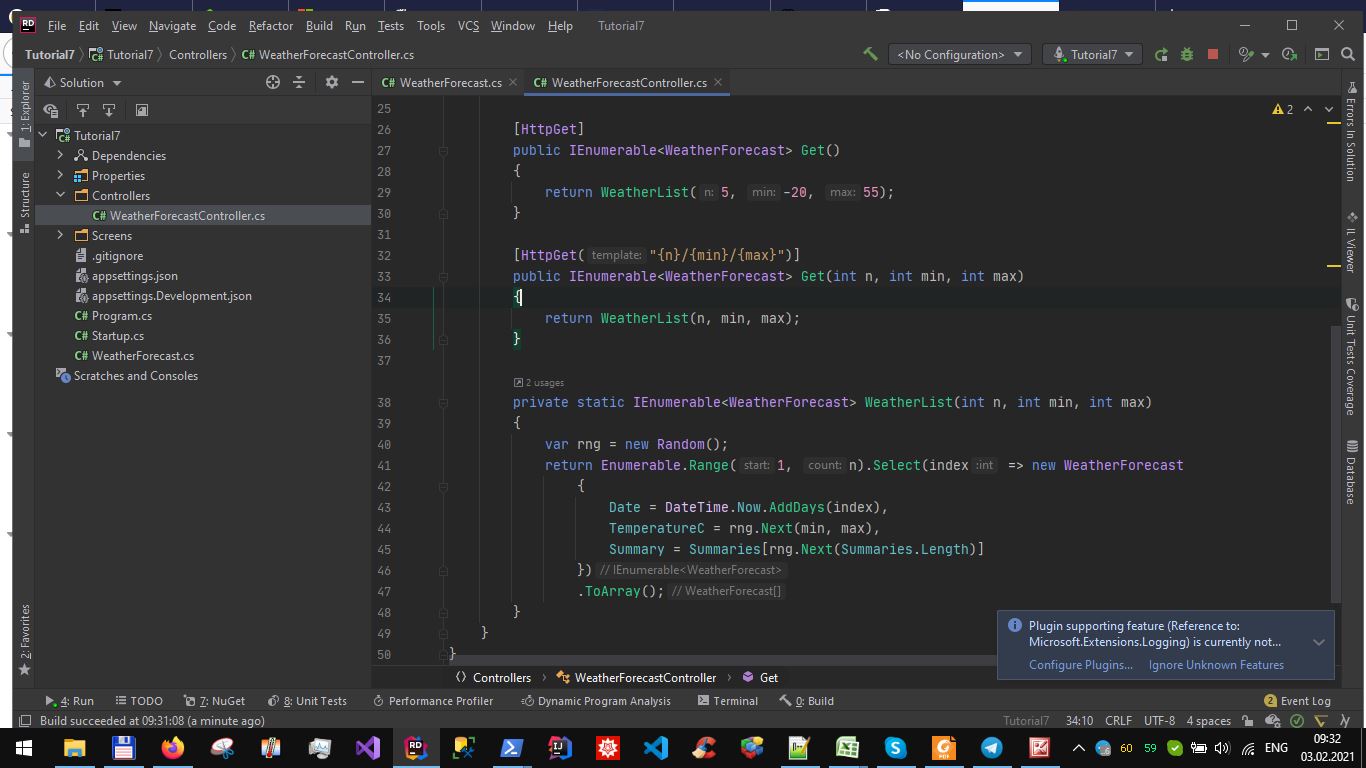 File Edit View Navigate Code Refactor Build Run Tests Tools VCS Window Help Tutorial7
Tutorial7 Tutorial7 Controllers C# WeatherForecastController.cs <No Configuration> Tutorial7
Solution C# WeatherForecast.cs C# WeatherForecastController.cs
1: Explorer
Structure
2: Favorites
Tutorial7
Dependencies
Properties
Controllers
C# WeatherForecastController.cs
Screens
.gitignore
appsettings.json
appsettings.Development.json
C# Program.cs
C# Startup.cs
C# WeatherForecast.cs
Scratches and Consoles
2
25
26 [HttpGet]
27 public IEnumerable<WeatherForecast> Get()
28 {
29 return WeatherList( n: 5, min: -20, max: 55);
30 }
31
32 [HttpGet( template: "{n}/{min}/{max}")]
33 public IEnumerable<WeatherForecast> Get(int n, int min, int max)
34 {
35 return WeatherList(n, min, max);
36 }
37
2 usages
38 private static IEnumerable<WeatherForecast> WeatherList(int n, int min, int max)
39 {
40 var rng = new Random();
41 return Enumerable.Range( start: 1, count: n).Select(index :int => new WeatherForecast
42 {
43 Date = DateTime.Now.AddDays(index),
44 TemperatureC = rng.Next(min, max),
45 Summary = Summaries[rng.Next(Summaries.Length)]
46 }) // IEnumerable<WeatherForecast>
47 .ToArray(); // WeatherForecast[]
48 }
49 }
50 }
Errors In Solution
IL Viewer
Unit Tests Coverage
Database
Plugin supporting feature (Reference to:
Microsoft.Extensions.Logging) is currently not...
Configure Plugins... Ignore Unknown Features
Controllers WeatherForecastController Get
4: Run TODO 7: NuGet 8: Unit Tests Performance Profiler Dynamic Program Analysis Terminal 0: Build 2 Event Log
Build succeeded at 09:31:08 (a minute ago) Tutorial7 34:10 CRLF UTF-8 4 spaces
60 59 ENG 09:32
03.02.2021